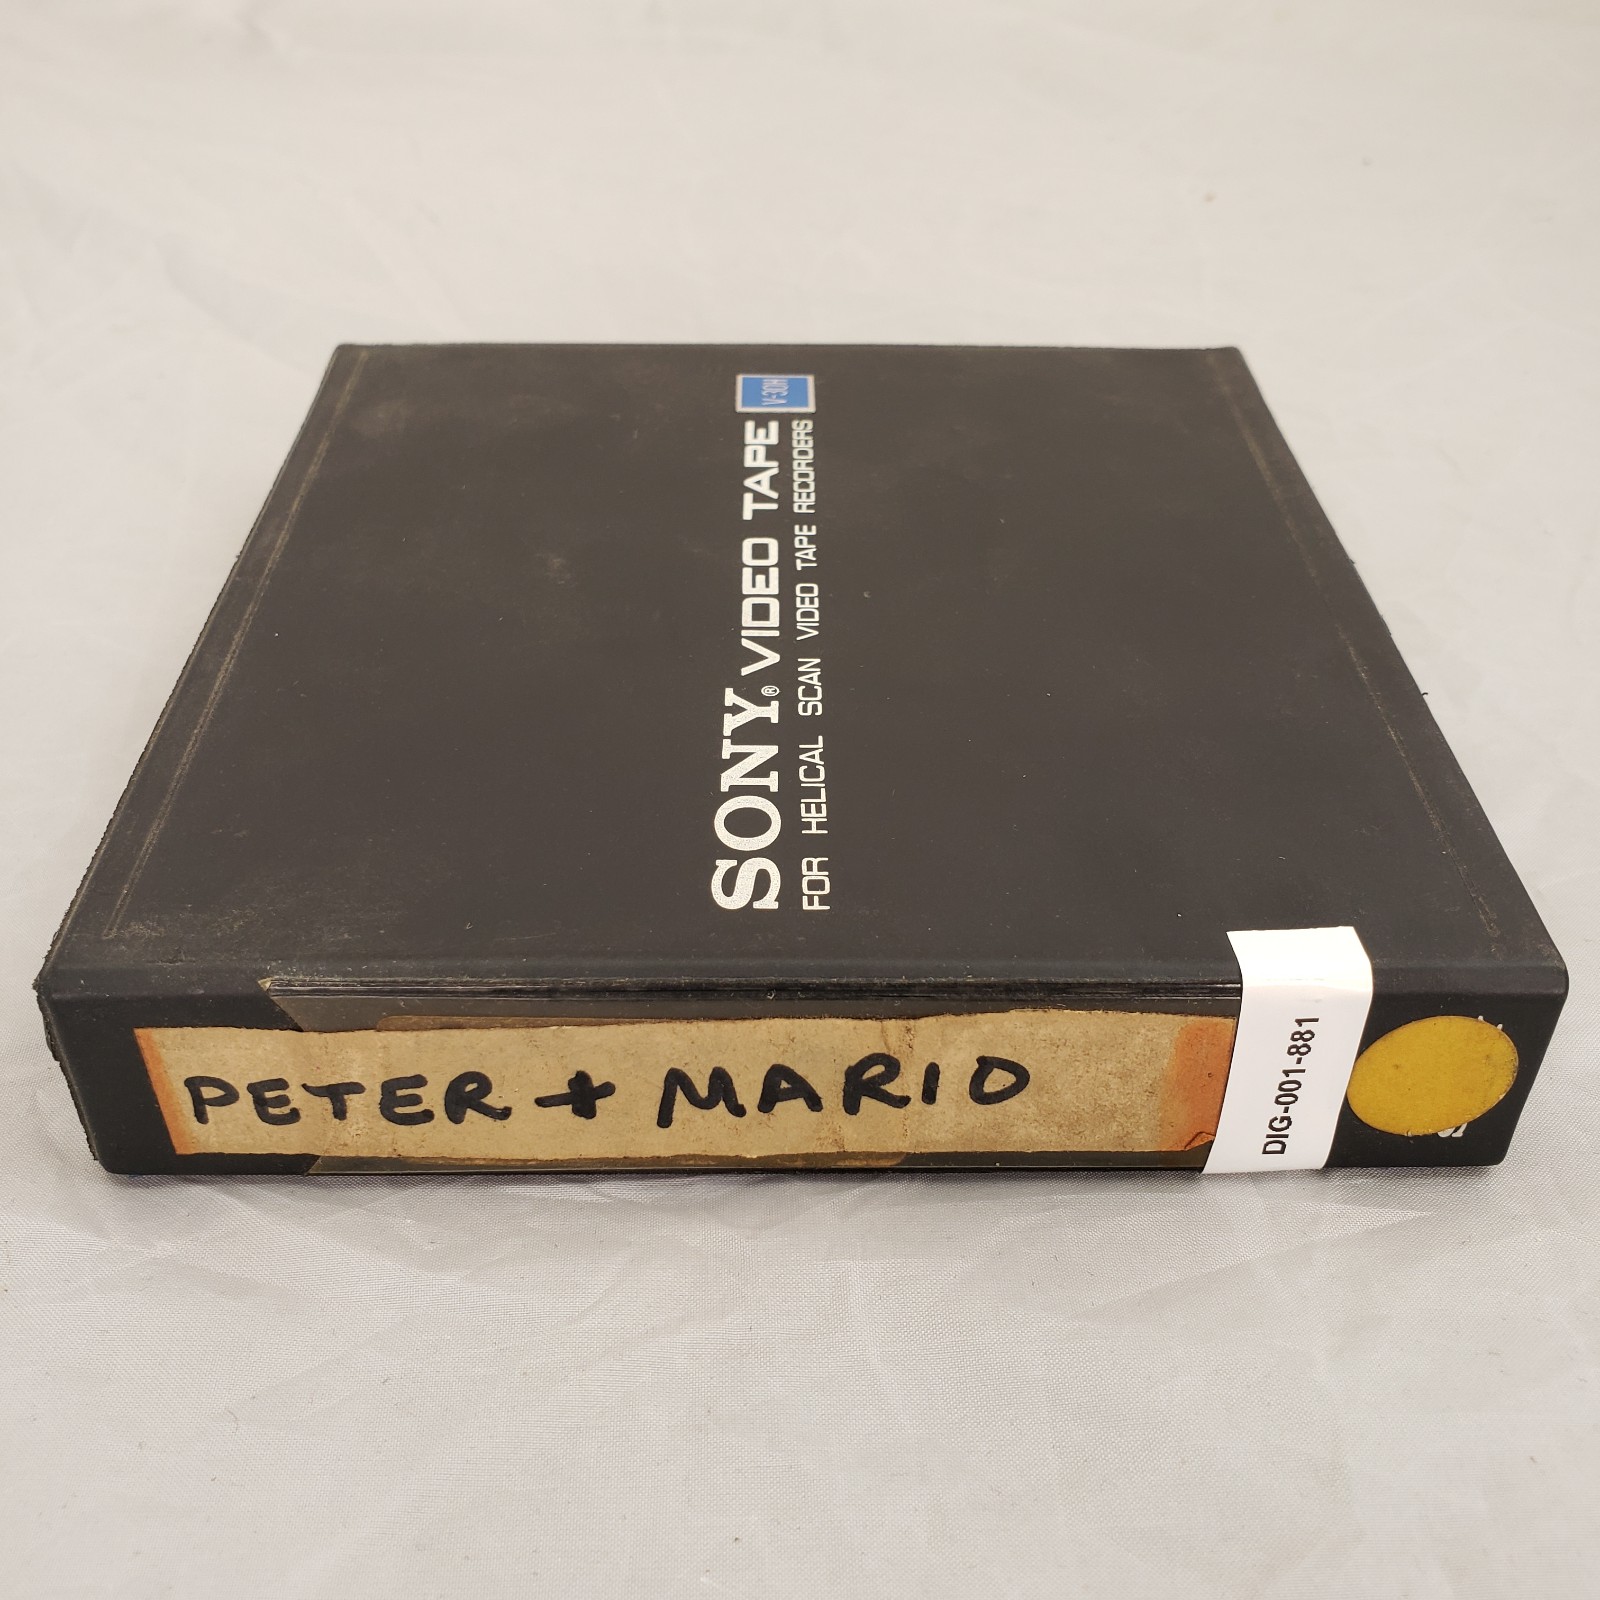 SONY® VIDEO TAPE
V-30H
FOR HELICAL SCAN VIDEO TAPE RECORDERS
PETER + MARIO
DIG-001-881